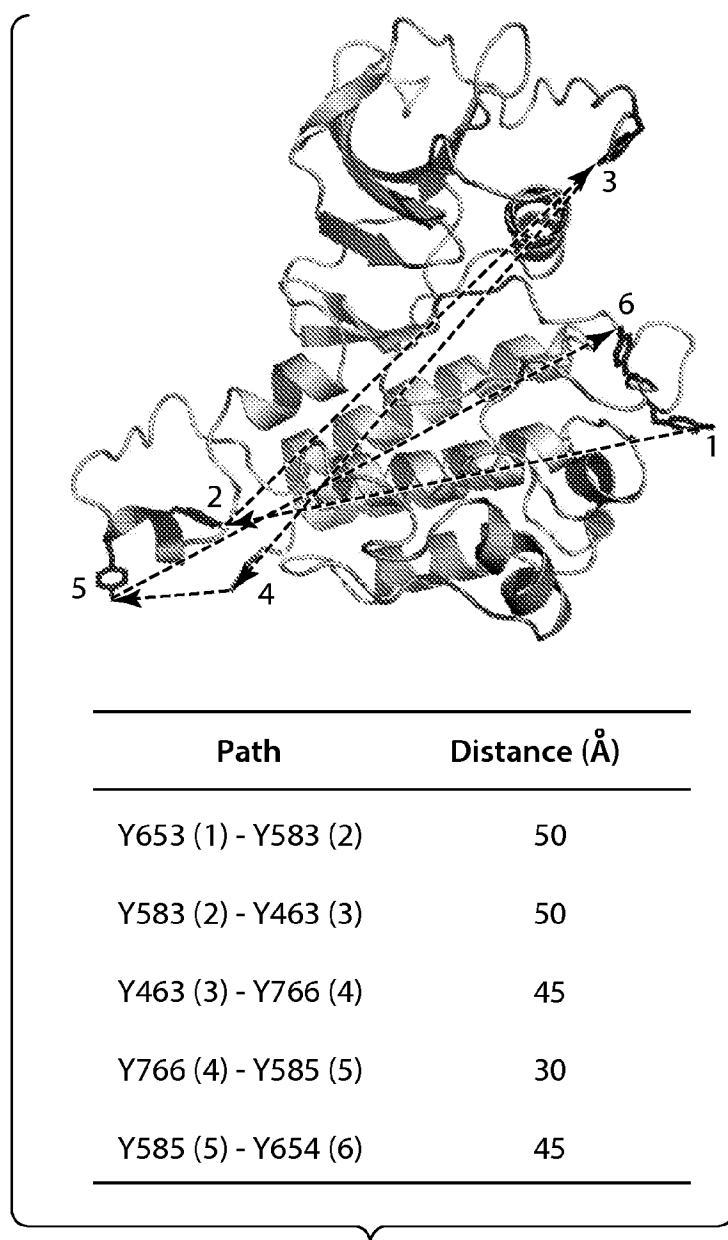 3
6
1
2
5
4
Path Distance (Å)
Y653 (1) - Y583 (2) 50
Y583 (2) - Y463 (3) 50
Y463 (3) - Y766 (4) 45
Y766 (4) - Y585 (5) 30
Y585 (5) - Y654 (6) 45